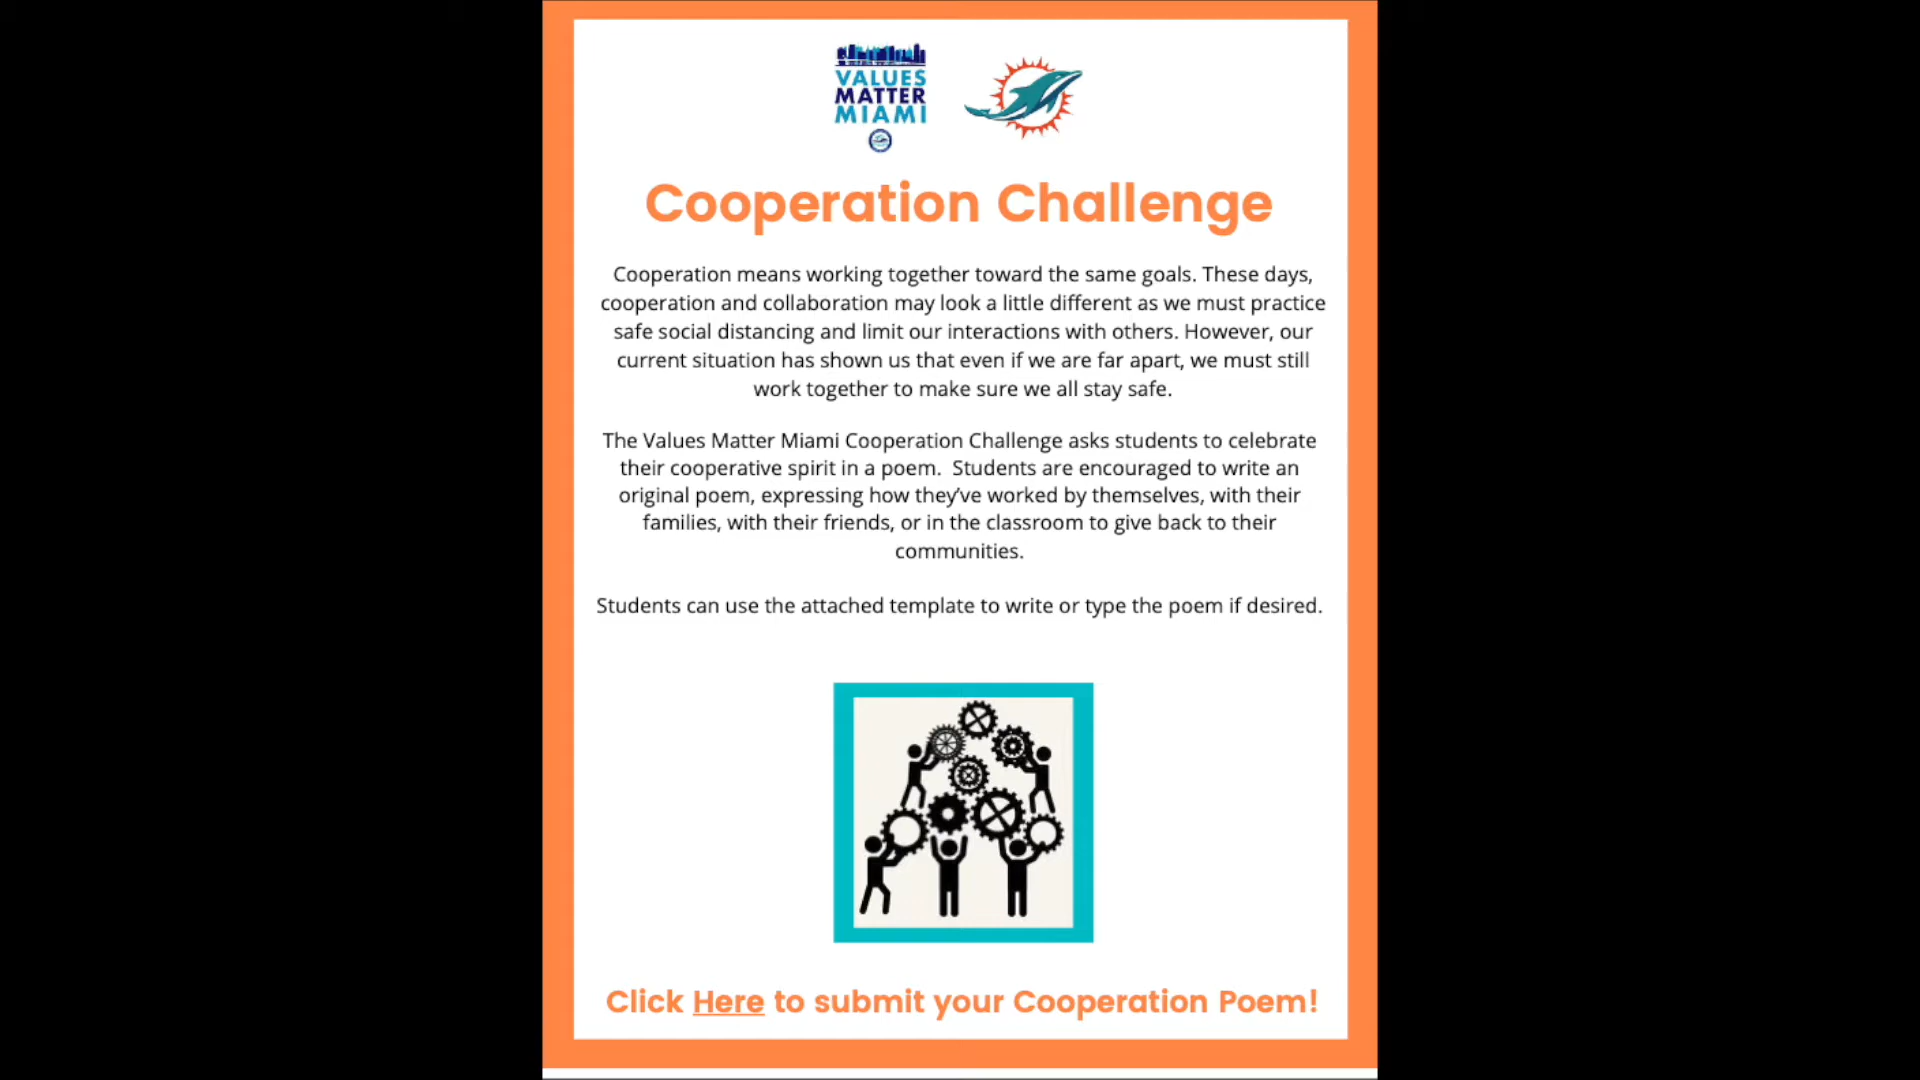 VALUES
MATTER
MIAMI
Cooperation Challenge
Cooperation means working together toward the same goals. These days,
cooperation and collaboration may look a little different as we must practice
safe social distancing and limit our interactions with others. However, our
current situation has shown us that even if we are far apart, we must still
work together to make sure we all stay safe.
The Values Matter Miami Cooperation Challenge asks students to celebrate
their cooperative spirit in a poem.  Students are encouraged to write an
original poem, expressing how they’ve worked by themselves, with their
families, with their friends, or in the classroom to give back to their
communities.
Students can use the attached template to write or type the poem if desired.
Click Here to submit your Cooperation Poem!